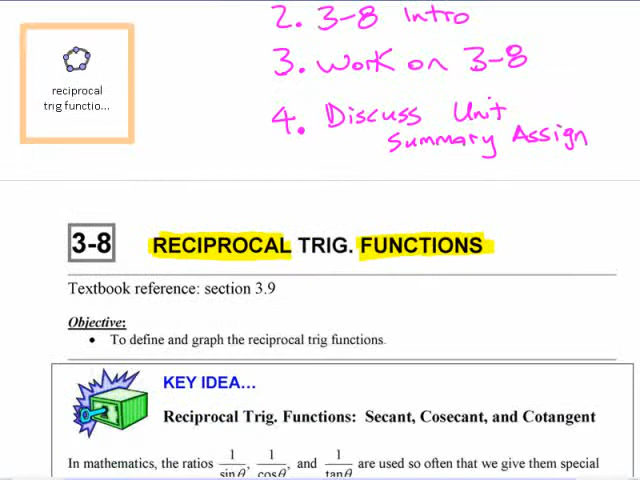 2. 3-8 Intro
3. Work on 3-8
4. Discuss Unit
Summary Assign
reciprocal
trig functio...
3-8 RECIPROCAL TRIG. FUNCTIONS
Textbook reference: section 3.9
Objective:
• To define and graph the reciprocal trig functions.
KEY IDEA...
Reciprocal Trig. Functions: Secant, Cosecant, and Cotangent
In mathematics, the ratios 1/sinθ, 1/cosθ, and 1/tanθ are used so often that we give them special